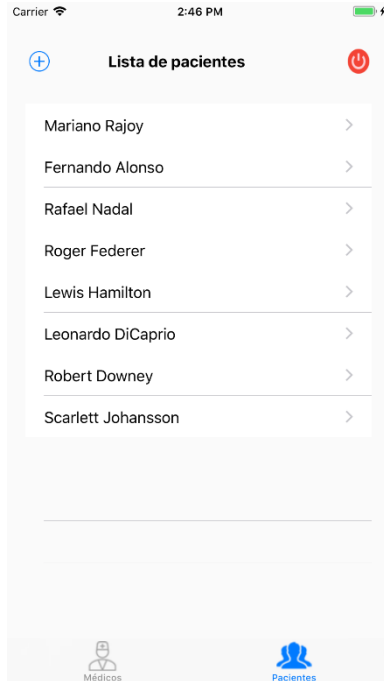 Carrier 2:46 PM
Lista de pacientes
Mariano Rajoy
Fernando Alonso
Rafael Nadal
Roger Federer
Lewis Hamilton
Leonardo DiCaprio
Robert Downey
Scarlett Johansson
Médicos Pacientes